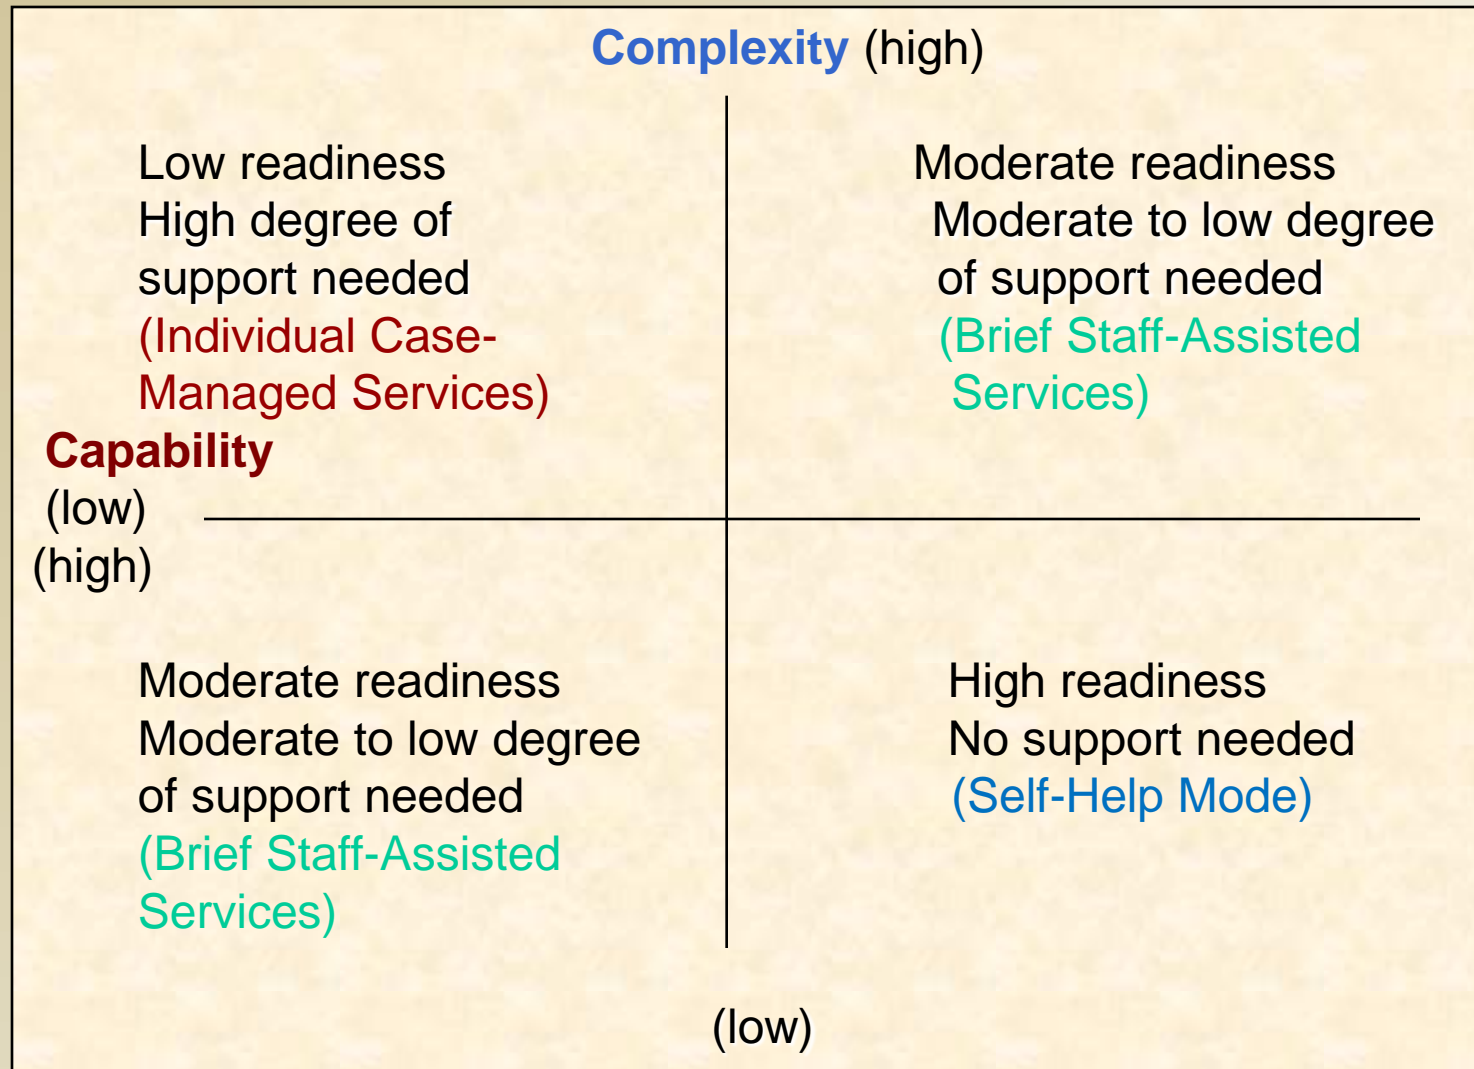 Complexity (high)
Low readiness
High degree of
support needed
(Individual Case-
Managed Services)
Moderate readiness
Moderate to low degree
of support needed
(Brief Staff-Assisted
Services)
Capability
(low)
(high)
Moderate readiness
Moderate to low degree
of support needed
(Brief Staff-Assisted
Services)
High readiness
No support needed
(Self-Help Mode)
(low)